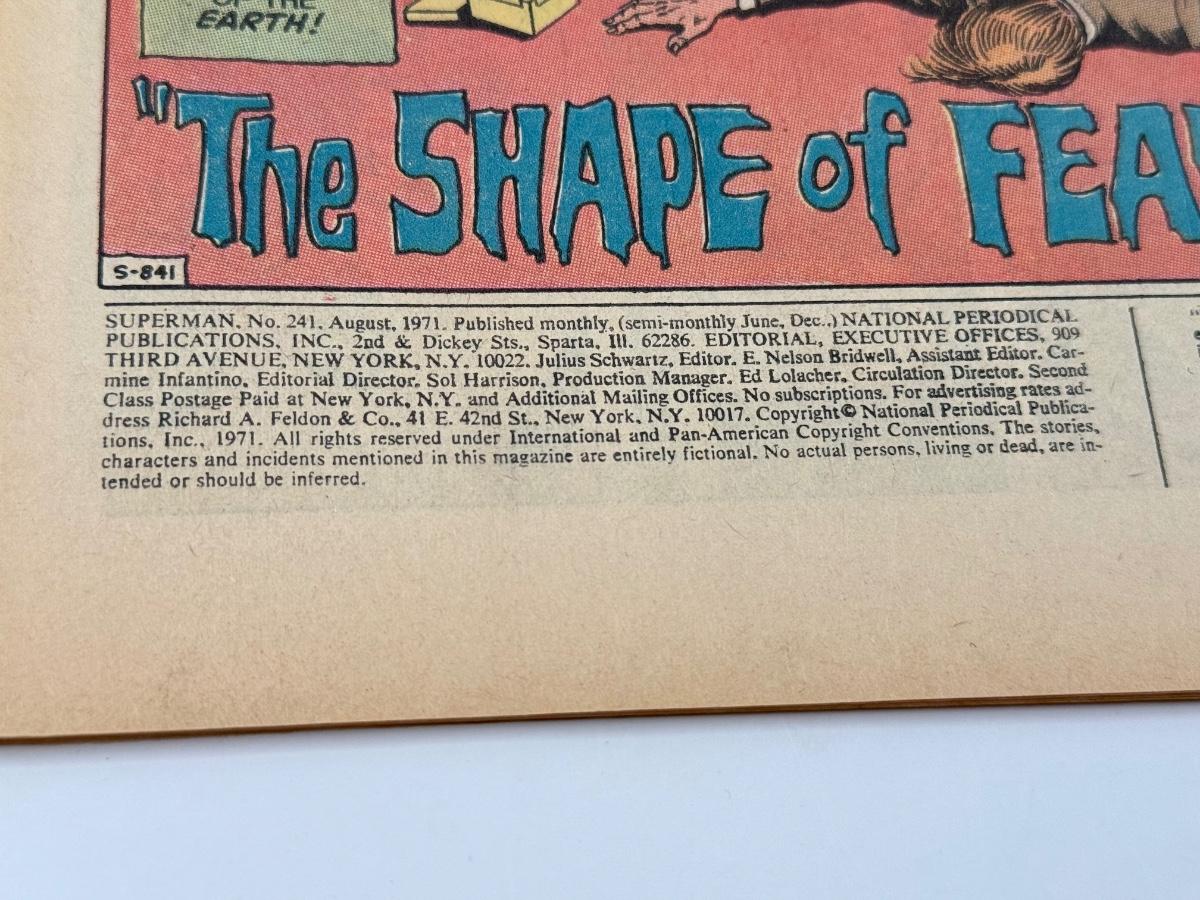 OF THE
EARTH!
"The SHAPE of FEA
S-841
SUPERMAN, No. 241, August, 1971. Published monthly, (semi-monthly June, Dec.,) NATIONAL PERIODICAL
PUBLICATIONS, INC., 2nd & Dickey Sts., Sparta, Ill. 62286. EDITORIAL, EXECUTIVE OFFICES, 909
THIRD AVENUE, NEW YORK, N.Y. 10022. Julius Schwartz, Editor. E. Nelson Bridwell, Assistant Editor. Car-
mine Infantino, Editorial Director. Sol Harrison, Production Manager. Ed Lolacher, Circulation Director. Second
Class Postage Paid at New York, N.Y. and Additional Mailing Offices. No subscriptions. For advertising rates ad-
dress Richard A. Feldon & Co., 41 E. 42nd St., New York, N.Y. 10017. Copyright © National Periodical Publica-
tions, Inc., 1971. All rights reserved under International and Pan-American Copyright Conventions. The stories,
characters and incidents mentioned in this magazine are entirely fictional. No actual persons, living or dead, are in-
tended or should be inferred.